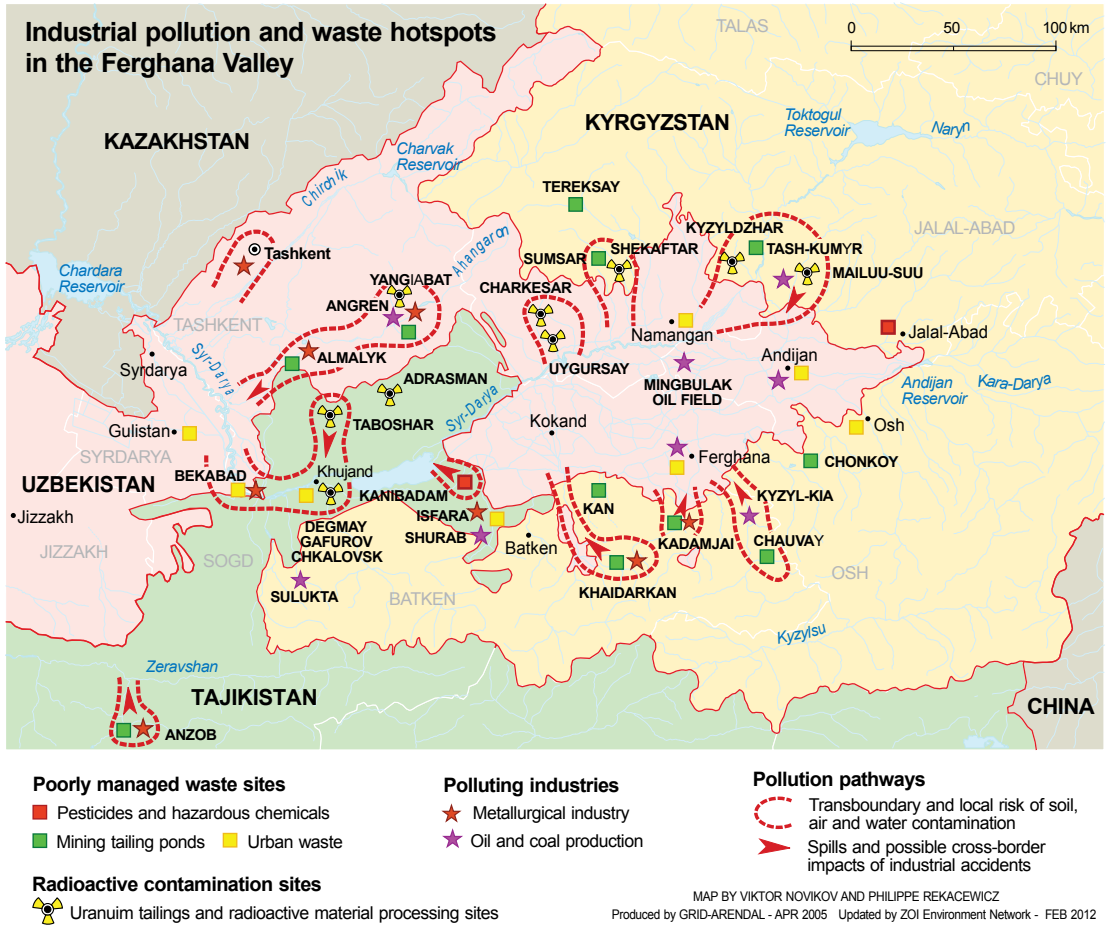 Industrial pollution and waste hotspots
in the Ferghana Valley
0 50 100 km
TALAS
CHUY
KAZAKHSTAN
KYRGYZSTAN
Toktogul
Reservoir
Naryn
Charvak
Reservoir
Chirchik
TEREKSAY
JALAL-ABAD
KYZYLDZHAR
Tashkent
Ahangaron
SUMSAR
SHEKAFTAR
TASH-KUMYR
MAILUU-SUU
Chardara
Reservoir
YANGIABAT
CHARKESAR
ANGREN
TASHKENT
Namangan
Jalal-Abad
Syrdarya
Syr-Darya
ALMALYK
UYGURSAY
MINGBULAK
OIL FIELD
Andijan
ADRASMAN
Andijan
Reservoir
Kara-Darya
TABOSHAR
Syr-Darya
Kokand
Osh
Gulistan
SYRDARYA
Ferghana
CHONKOY
BEKABAD
Khujand
UZBEKISTAN
KANIBADAM
KAN
KYZYL-KIA
Jizzakh
ISFARA
DEGMAY
GAFUROV
CHKALOVSK
SHURAB
Batken
KADAMJAI
CHAUVAY
JIZZAKH
SOGD
OSH
SULUKTA
BATKEN
KHAIDARKAN
Kyzylsu
Zeravshan
TAJIKISTAN
CHINA
ANZOB
Poorly managed waste sites
Pesticides and hazardous chemicals
Mining tailing ponds
Urban waste
Radioactive contamination sites
Uranuim tailings and radioactive material processing sites
Polluting industries
Metallurgical industry
Oil and coal production
Pollution pathways
Transboundary and local risk of soil,
air and water contamination
Spills and possible cross-border
impacts of industrial accidents
MAP BY VIKTOR NOVIKOV AND PHILIPPE REKACEWICZ
Produced by GRID-ARENDAL - APR 2005 Updated by ZOI Environment Network - FEB 2012